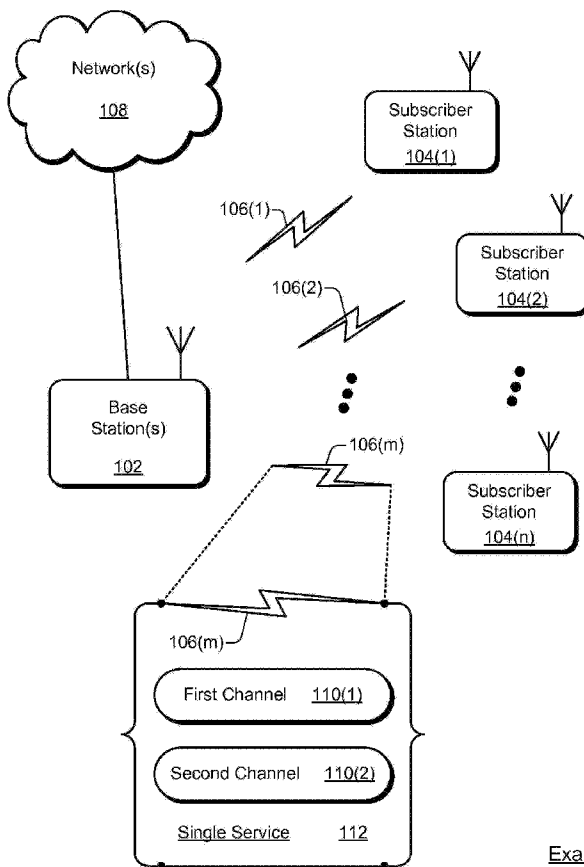 Network(s)
108
Subscriber
Station
104(1)
106(1)
Subscriber
Station
104(2)
106(2)
Base
Station(s)
102
106(m)
Subscriber
Station
104(n)
106(m)
First Channel 110(1)
Second Channel 110(2)
Single Service 112
Exa